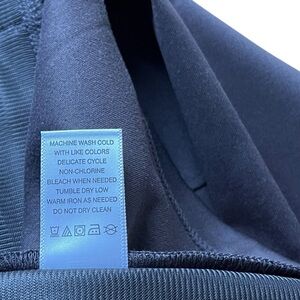 MACHINE WASH COLD
WITH LIKE COLORS
DELICATE CYCLE
NON-CHLORINE
BLEACH WHEN NEEDED
TUMBLE DRY LOW
WARM IRON AS NEEDED
DO NOT DRY CLEAN